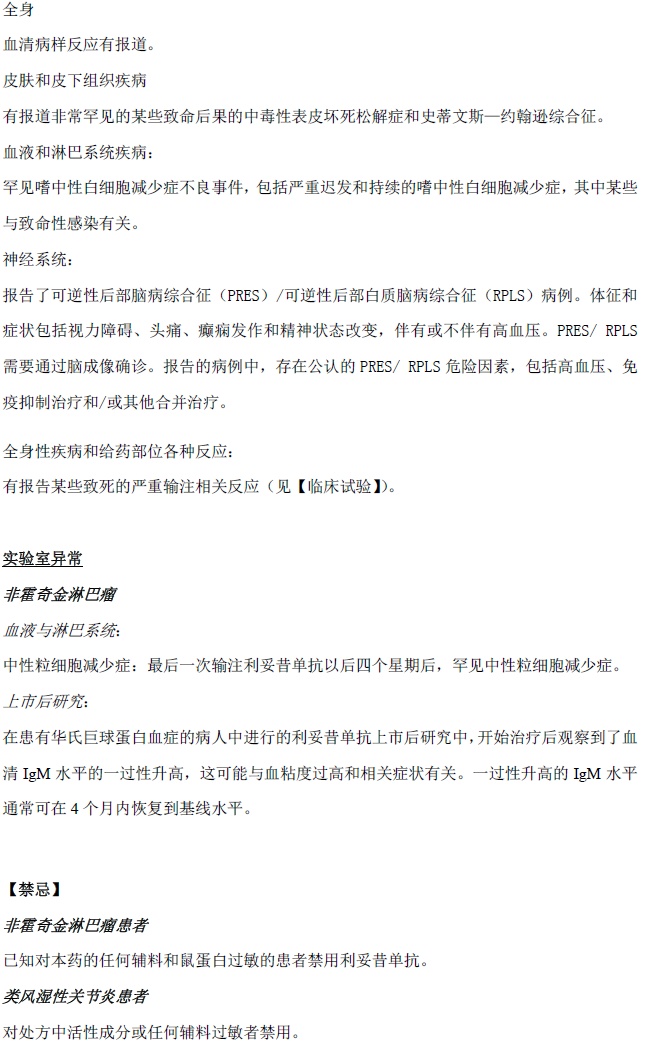 全身
血清病样反应有报道。
皮肤和皮下组织疾病
有报道非常罕见的某些致命后果的中毒性表皮坏死松解症和史蒂文斯—约翰逊综合征。
血液和淋巴系统疾病：
罕见嗜中性白细胞减少症不良事件，包括严重迟发和持续的嗜中性白细胞减少症，其中某些
与致命性感染有关。
神经系统：
报告了可逆性后部脑病综合征（PRES）/可逆性后部白质脑病综合征（RPLS）病例。体征和
症状包括视力障碍、头痛、癫痫发作和精神状态改变，伴有或不伴有高血压。PRES/ RPLS
需要通过脑成像确诊。报告的病例中，存在公认的 PRES/ RPLS 危险因素，包括高血压、免
疫抑制治疗和/或其他合并治疗。
全身性疾病和给药部位各种反应：
有报告某些致死的严重输注相关反应（见【临床试验】）。
实验室异常
非霍奇金淋巴瘤
血液与淋巴系统：
中性粒细胞减少症：最后一次输注利妥昔单抗以后四个星期后，罕见中性粒细胞减少症。
上市后研究：
在患有华氏巨球蛋白血症的病人中进行的利妥昔单抗上市后研究中，开始治疗后观察到了血
清 IgM 水平的一过性升高，这可能与血粘度过高和相关症状有关。一过性升高的 IgM 水平
通常可在 4 个月内恢复到基线水平。
【禁忌】
非霍奇金淋巴瘤患者
已知对本药的任何辅料和鼠蛋白过敏的患者禁用利妥昔单抗。
类风湿性关节炎患者
对处方中活性成分或任何辅料过敏者禁用。